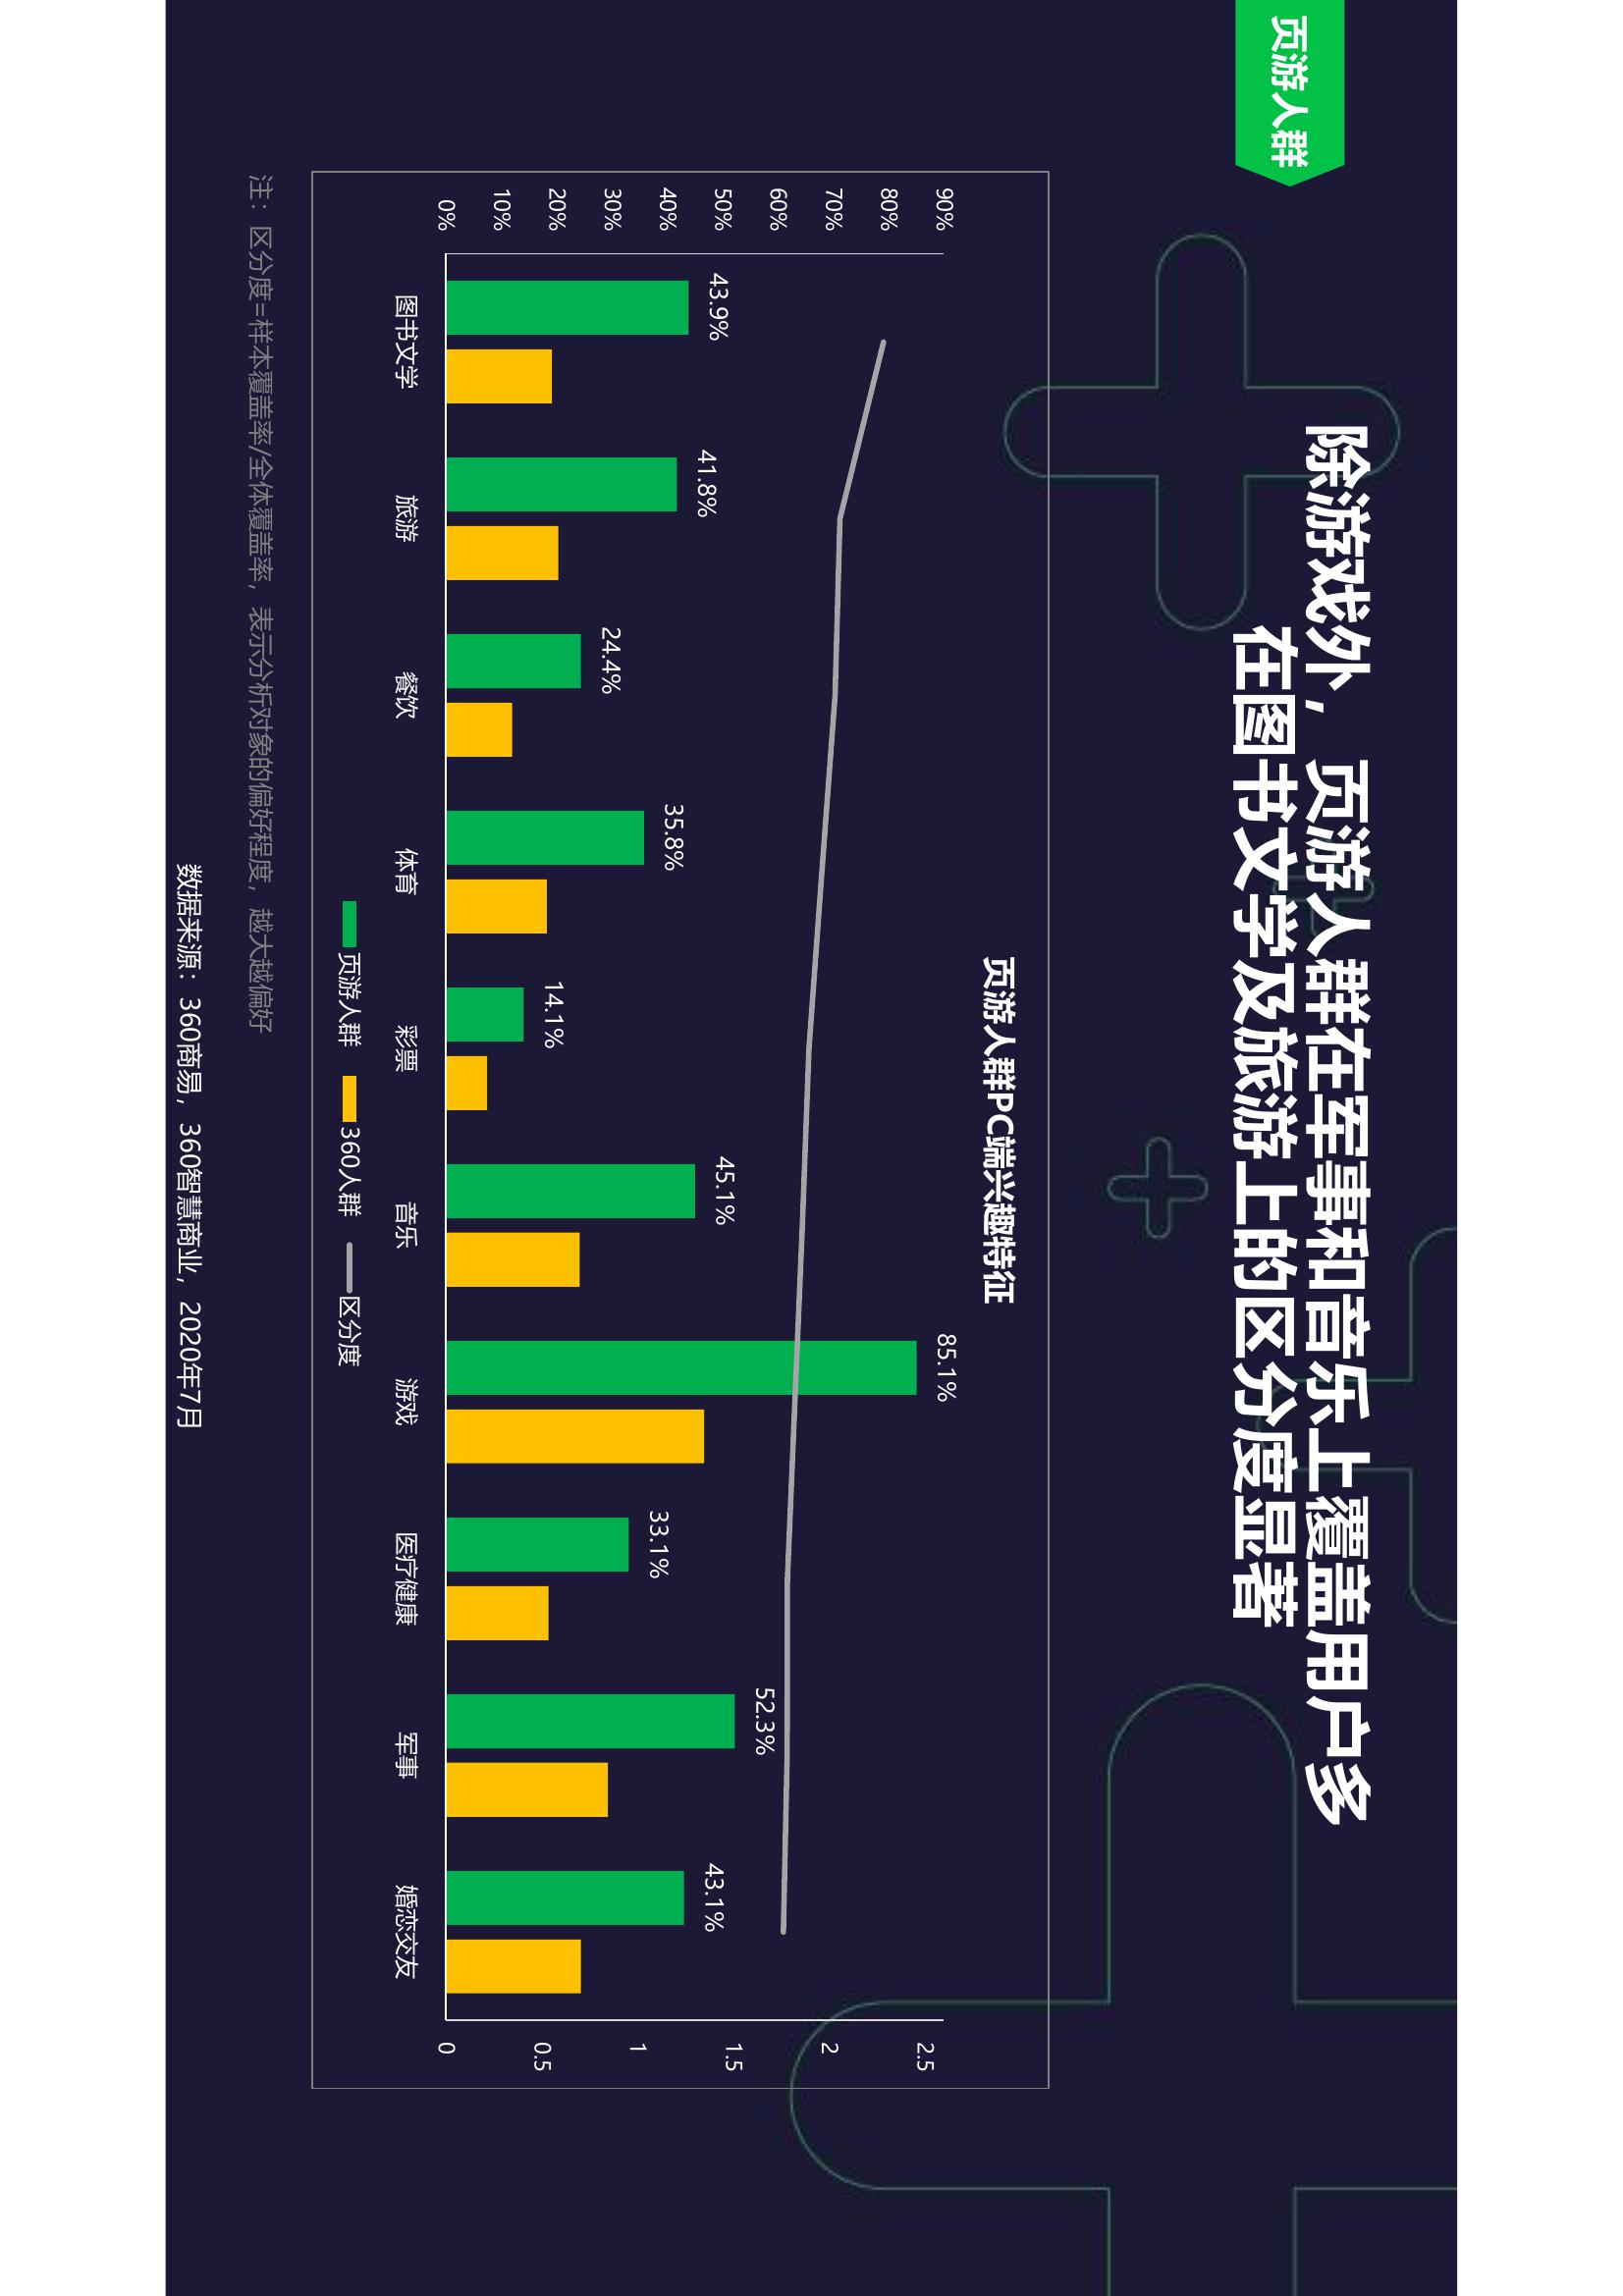 页游人群
除游戏外，页游人群在军事和音乐上覆盖用户多
在图书文学及旅游上的区分度显著
页游人群PC端兴趣特征
90%
80%
70%
60%
50%
40%
30%
20%
10%
0%
43.9%
41.8%
24.4%
35.8%
14.1%
45.1%
85.1%
33.1%
52.3%
43.1%
2.5
2
1.5
1
0.5
0
图书文学
旅游
餐饮
体育
彩票
音乐
游戏
医疗健康
军事
婚恋交友
页游人群 360人群 区分度
注：区分度=样本覆盖率/全体覆盖率，表示分析对象的偏好程度，越大越偏好
数据来源：360商易，360智慧商业，2020年7月